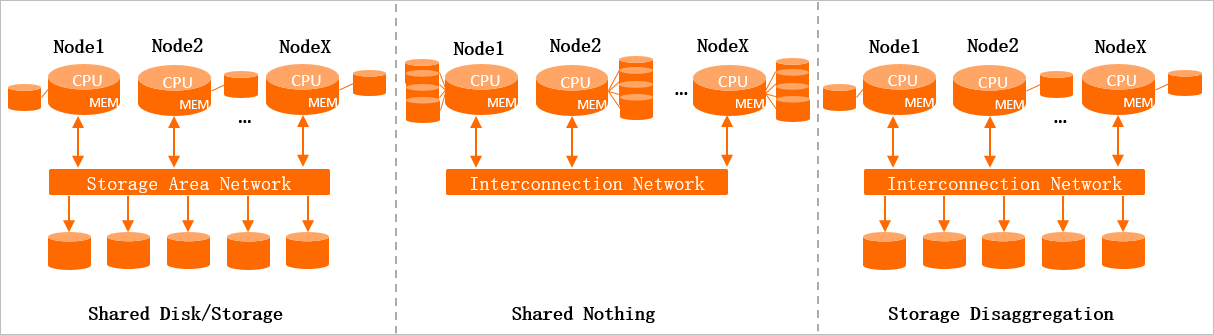 Node1
Node2
NodeX
CPU
MEM
CPU
MEM
CPU
MEM
...
Storage Area Network
Shared Disk/Storage
Node1
Node2
NodeX
CPU
MEM
CPU
MEM
...
CPU
MEM
Interconnection Network
Shared Nothing
Node1
Node2
NodeX
CPU
MEM
CPU
MEM
CPU
MEM
...
Interconnection Network
Storage Disaggregation